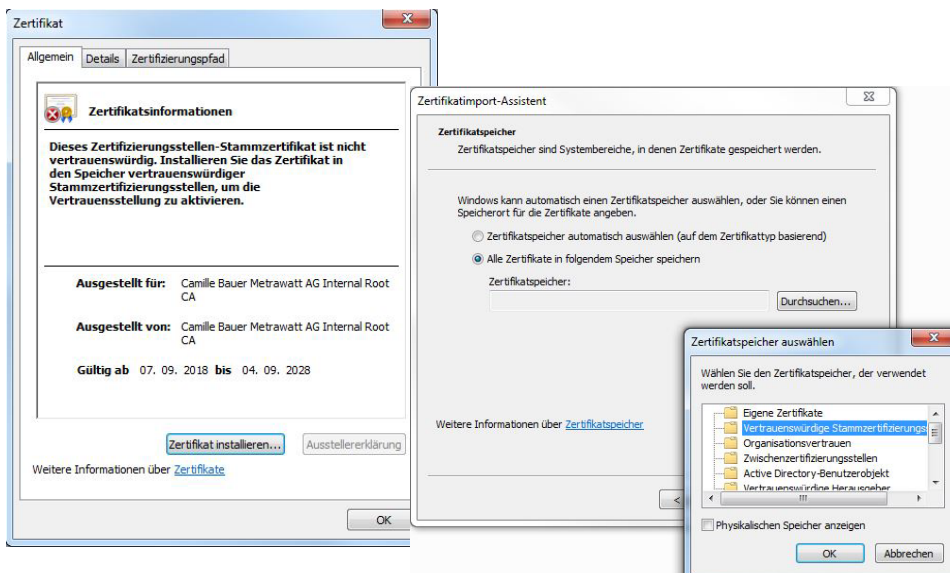 Zertifikat
Allgemein Details Zertifizierungspfad
Zertifikatsinformationen
Dieses Zertifizierungsstellen-Stammzertifikat ist nicht
vertrauenswürdig. Installieren Sie das Zertifikat in
den Speicher vertrauenswürdiger
Stammzertifizierungsstellen, um die
Vertrauensstellung zu aktivieren.
Ausgestellt für: Camille Bauer Metrawatt AG Internal Root
CA
Ausgestellt von: Camille Bauer Metrawatt AG Internal Root
CA
Gültig ab 07. 09. 2018 bis 04. 09. 2028
Zertifikat installieren... Ausstellererklärung
Weitere Informationen über Zertifikate
OK
Zertifikatimport-Assistent
Zertifikatspeicher
Zertifikatspeicher sind Systembereiche, in denen Zertifikate gespeichert werden.
Windows kann automatisch einen Zertifikatspeicher auswählen, oder Sie können einen
Speicherort für die Zertifikate angeben.
Zertifikatspeicher automatisch auswählen (auf dem Zertifikattyp basierend)
Alle Zertifikate in folgendem Speicher speichern
Zertifikatspeicher:
Durchsuchen...
Weitere Informationen über Zertifikatspeicher
<
Zertifikatspeicher auswählen
Wählen Sie den Zertifikatspeicher, der verwendet
werden soll.
Eigene Zertifikate
Vertrauenswürdige Stammzertifizierungs
Organisationsvertrauen
Zwischenzertifizierungsstellen
Active Directory-Benutzerobjekt
Vertrauenswürdige Herausgeber
Physikalischen Speicher anzeigen
OK Abbrechen